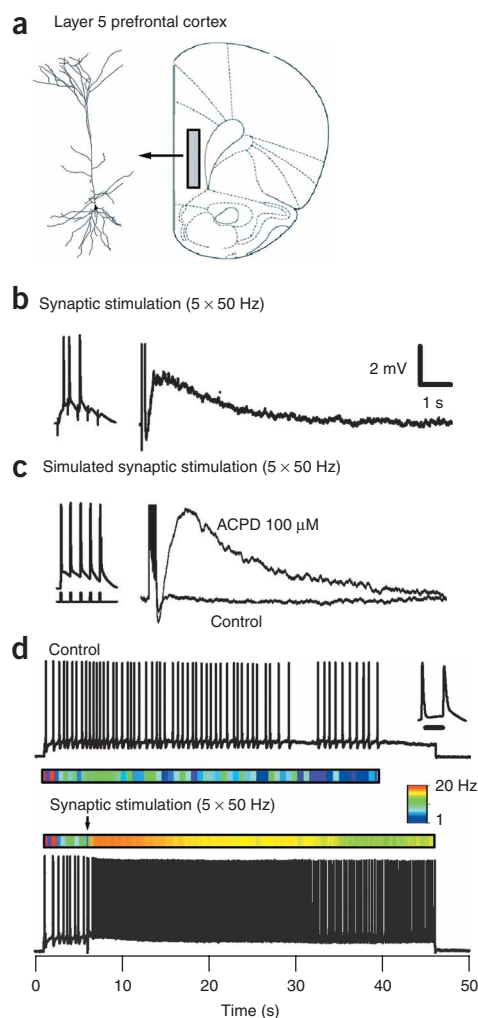 a Layer 5 prefrontal cortex
b Synaptic stimulation (5 × 50 Hz)
2 mV
1 s
c Simulated synaptic stimulation (5 × 50 Hz)
ACPD 100 μM
Control
d Control
20 Hz
1
Synaptic stimulation (5 × 50 Hz)
0 10 20 30 40 50
Time (s)